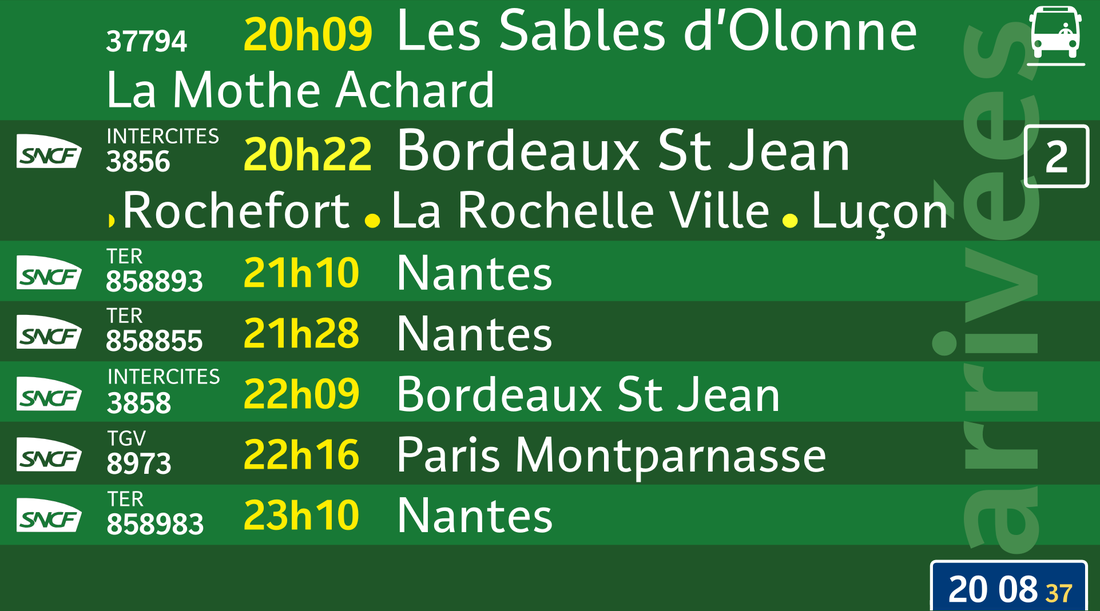 37794 20h09 Les Sables d'Olonne
La Mothe Achard
SNCF INTERCITES 3856 20h22 Bordeaux St Jean 2
Rochefort • La Rochelle Ville • Luçon
SNCF TER 858893 21h10 Nantes
SNCF TER 858855 21h28 Nantes
SNCF INTERCITES 3858 22h09 Bordeaux St Jean
SNCF TGV 8973 22h16 Paris Montparnasse
SNCF TER 858983 23h10 Nantes
arrivées
20 08 37